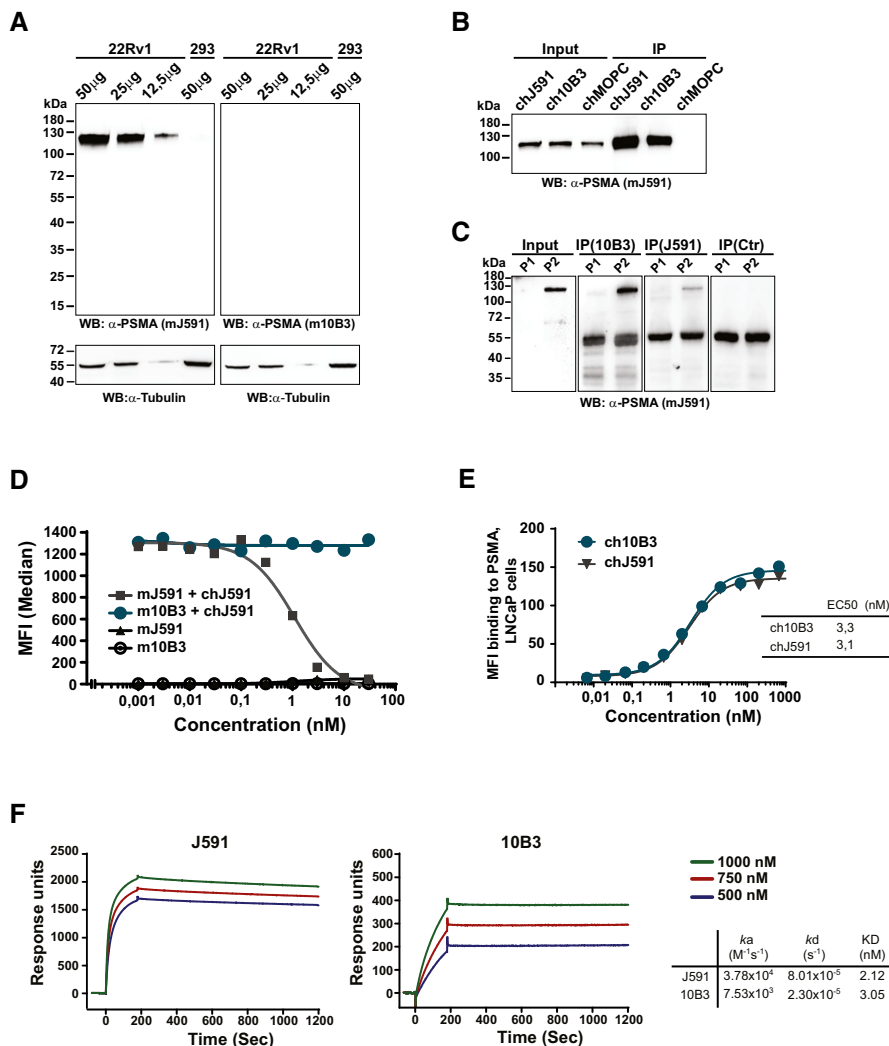 A
22Rv1 293 22Rv1 293
50µg 25µg 12,5µg 50µg 50µg 25µg 12,5µg 50µg
kDa
180
130
100
72
55
40
35
25
15
WB: α-PSMA (mJ591) WB: α-PSMA (m10B3)
72
55
40
WB:α-Tubulin WB:α-Tubulin
B
Input IP
chJ591 ch10B3 chMOPC chJ591 ch10B3 chMOPC
kDa
180
130
100
WB: α-PSMA (mJ591)
C
Input IP(10B3) IP(J591) IP(Ctr)
P1 P2 P1 P2 P1 P2 P1 P2
kDa
180
130
100
72
55
40
35
WB: α-PSMA (mJ591)
D
MFI (Median)
1400
1200
1000
800
600
400
200
0
mJ591 + chJ591
m10B3 + chJ591
mJ591
m10B3
0,001 0,01 0,1 1 10 100
Concentration (nM)
E
MFI binding to PSMA,
LNCaP cells
200
150
100
50
0
ch10B3
chJ591
0,01 0,1 1 10 100 1000
Concentration (nM)
EC50 (nM)
ch10B3 3,3
chJ591 3,1
F
J591
Response units
2500
2000
1500
1000
500
0
0 200 400 600 800 1000 1200
Time (Sec)
10B3
Response units
600
500
400
300
200
100
0
0 200 400 600 800 1000 1200
Time (Sec)
1000 nM
750 nM
500 nM
ka kd KD
(M⁻¹s⁻¹) (s⁻¹) (nM)
J591 3.78x10⁴ 8.01x10⁻⁵ 2.12
10B3 7.53x10³ 2.30x10⁻⁵ 3.05